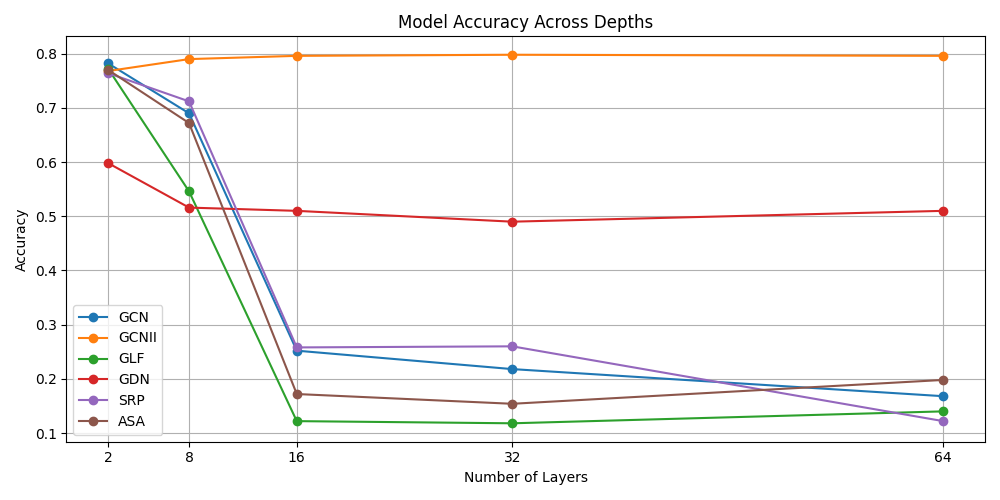 Model Accuracy Across Depths
Accuracy
0.8
0.7
0.6
0.5
0.4
0.3
0.2
0.1
GCN
GCNII
GLF
GDN
SRP
ASA
2 8 16 32 64
Number of Layers